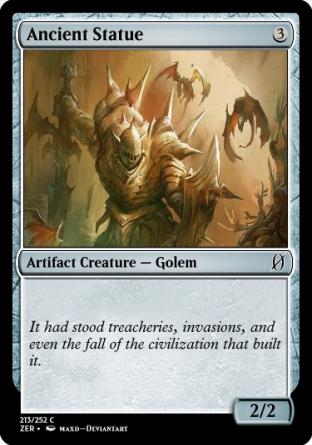 Ancient Statue 3
Artifact Creature — Golem
It had stood treacheries, invasions, and
even the fall of the civilization that built
it.
2/2
213/252 C
ZER • MAXD—DEVIANTART